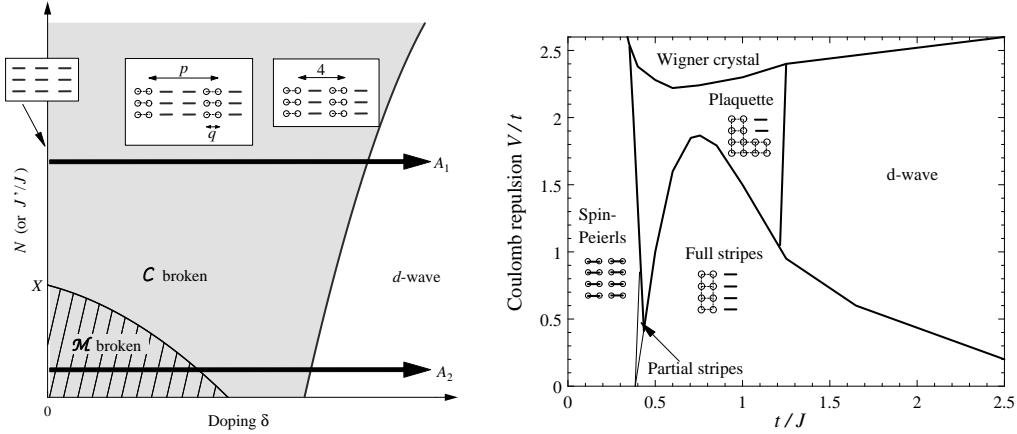 N (or J'/J)
X
0
Doping δ
p
q
4
A₁
C broken
d-wave
M broken
A₂
Coulomb repulsion V/t
2.5
2
1.5
1
0.5
0
Wigner crystal
Plaquette
d-wave
Spin-
Peierls
Full stripes
Partial stripes
0
0.5
1
1.5
2
2.5
t/J